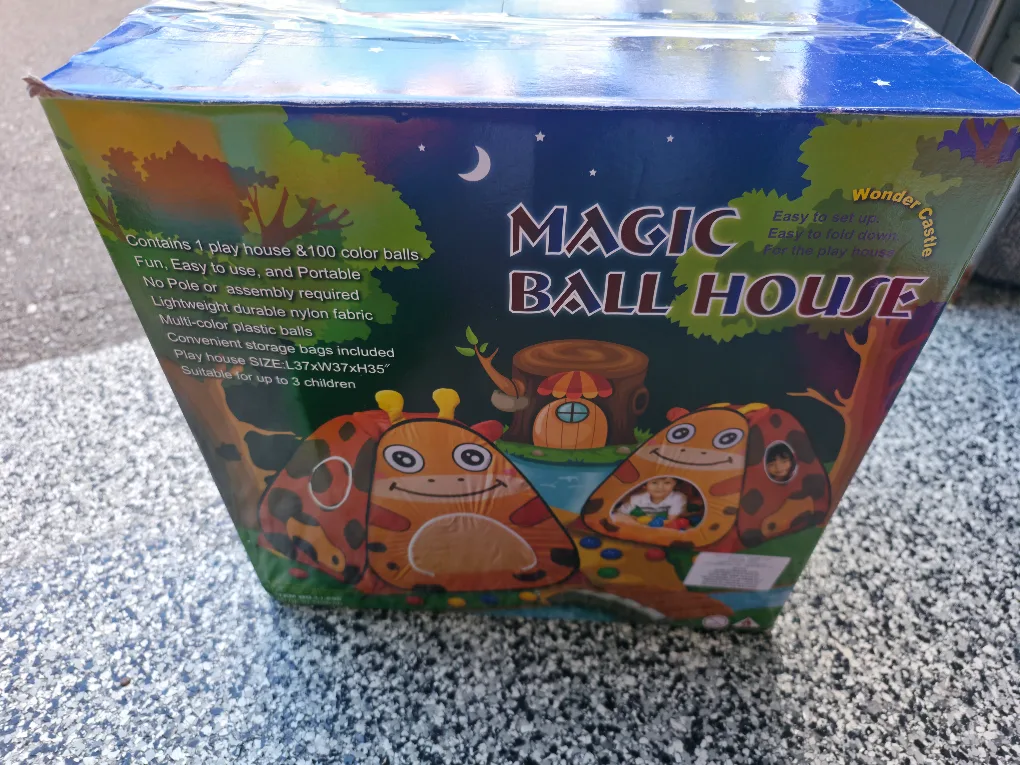 Wonder Castle
MAGIC
BALL HOUSE
Easy to set up.
Easy to fold down.
For the play house
Contains 1 play house &100 color balls.
Fun, Easy to use, and Portable
No Pole or assembly required
Lightweight durable nylon fabric
Multi-color plastic balls
Convenient storage bags included
Play house SIZE:L37xW37xH35″
Suitable for up to 3 children